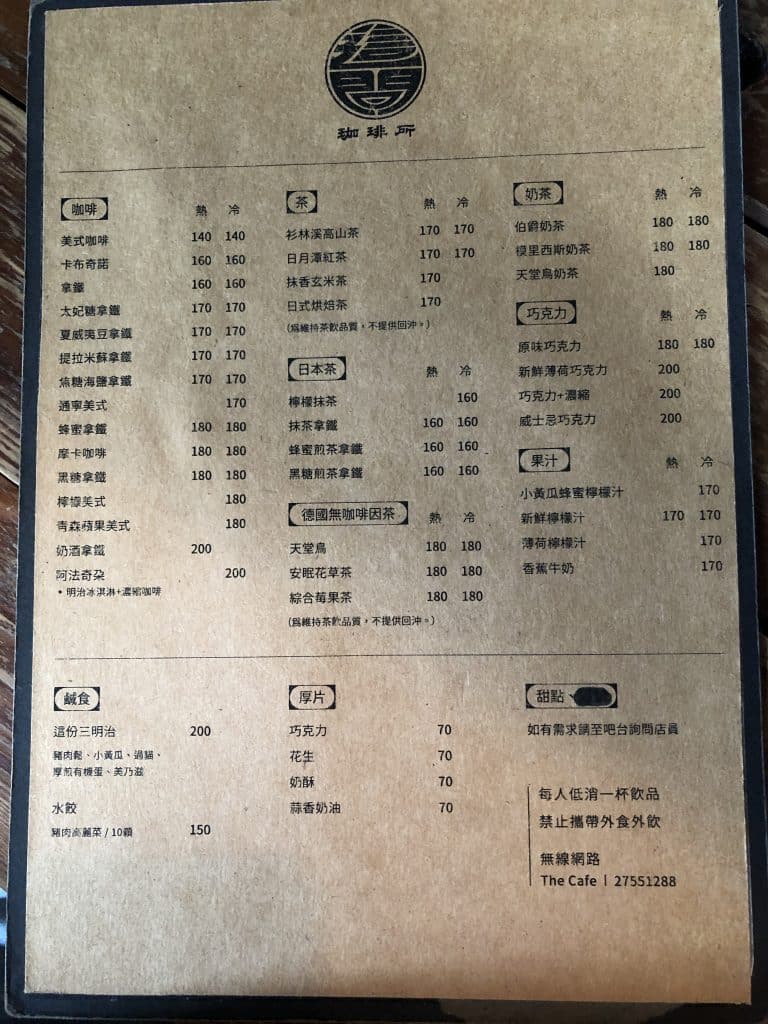 珈琲所
咖啡 熱 冷
美式咖啡 140 140
卡布奇諾 160 160
拿鐵 160 160
太妃糖拿鐵 170 170
夏威夷豆拿鐵 170 170
提拉米蘇拿鐵 170 170
焦糖海鹽拿鐵 170 170
通寧美式 170
蜂蜜拿鐵 180 180
摩卡咖啡 180 180
黑糖拿鐵 180 180
檸檬美式 180
青森蘋果美式 180
奶酒拿鐵 200
阿法奇朶 200
• 明治冰淇淋+濃縮咖啡
茶 熱 冷
衫林溪高山茶 170 170
日月潭紅茶 170 170
抹香玄米茶 170
日式烘焙茶 170
(爲維持茶飲品質，不提供回沖。)
日本茶 熱 冷
檸檬抹茶 160
抹茶拿鐵 160 160
蜂蜜煎茶拿鐵 160 160
黑糖煎茶拿鐵 160 160
德國無咖啡因茶 熱 冷
天堂鳥 180 180
安眠花草茶 180 180
綜合莓果茶 180 180
(爲維持茶飲品質，不提供回沖。)
奶茶 熱 冷
伯爵奶茶 180 180
模里西斯奶茶 180 180
天堂鳥奶茶 180
巧克力 熱 冷
原味巧克力 180 180
新鮮薄荷巧克力 200
巧克力+濃縮 200
威士忌巧克力 200
果汁 熱 冷
小黃瓜蜂蜜檸檬汁 170
新鮮檸檬汁 170 170
薄荷檸檬汁 170
香蕉牛奶 170
鹹食
這份三明治 200
豬肉鬆、小黃瓜、過貓、
厚煎有機蛋、美乃滋
水餃
豬肉高麗菜 / 10顆 150
厚片
巧克力 70
花生 70
奶酥 70
蒜香奶油 70
甜點
如有需求請至吧台詢問店員
每人低消一杯飲品
禁止攜帶外食外飲
無線網路
The Cafe | 27551288